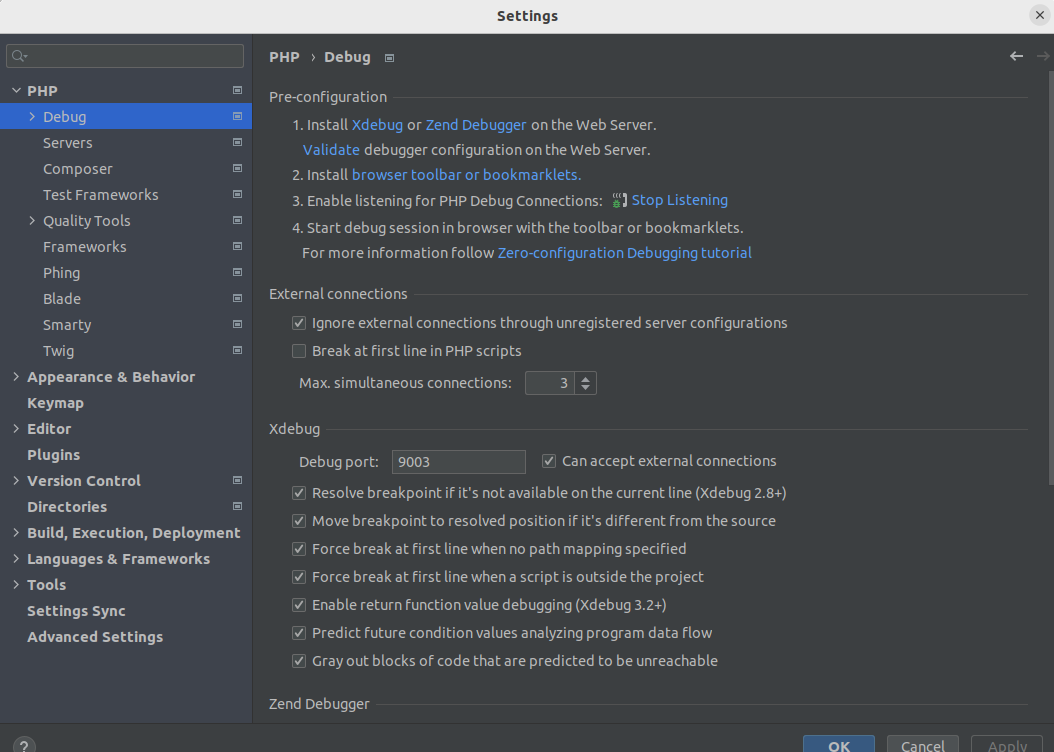 Settings
PHP › Debug
PHP
Debug
Servers
Composer
Test Frameworks
Quality Tools
Frameworks
Phing
Blade
Smarty
Twig
Appearance & Behavior
Keymap
Editor
Plugins
Version Control
Directories
Build, Execution, Deployment
Languages & Frameworks
Tools
Settings Sync
Advanced Settings
Pre-configuration
1. Install Xdebug or Zend Debugger on the Web Server.
Validate debugger configuration on the Web Server.
2. Install browser toolbar or bookmarklets.
3. Enable listening for PHP Debug Connections: Stop Listening
4. Start debug session in browser with the toolbar or bookmarklets.
For more information follow Zero-configuration Debugging tutorial
External connections
Ignore external connections through unregistered server configurations
Break at first line in PHP scripts
Max. simultaneous connections: 3
Xdebug
Debug port: 9003 Can accept external connections
Resolve breakpoint if it's not available on the current line (Xdebug 2.8+)
Move breakpoint to resolved position if it's different from the source
Force break at first line when no path mapping specified
Force break at first line when a script is outside the project
Enable return function value debugging (Xdebug 3.2+)
Predict future condition values analyzing program data flow
Gray out blocks of code that are predicted to be unreachable
Zend Debugger
? OK Cancel Apply